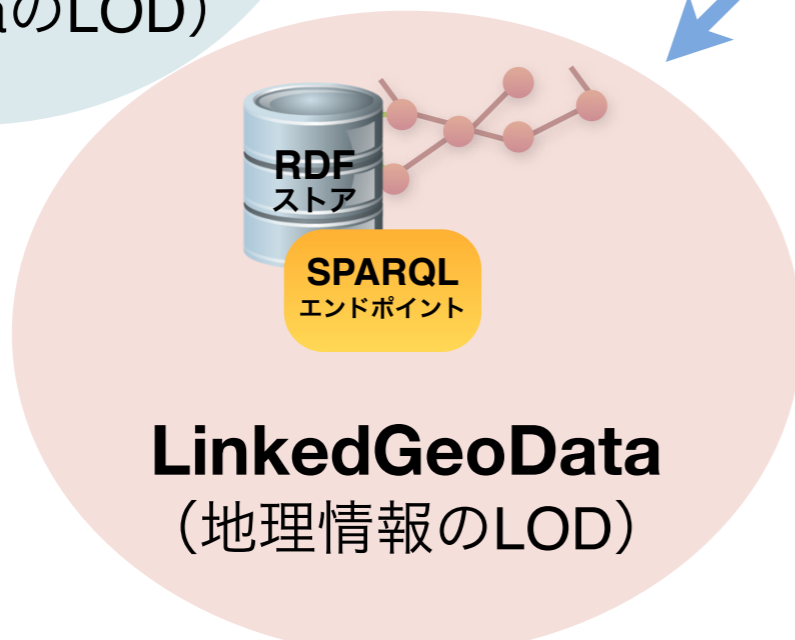 のLOD）
RDF
ストア
SPARQL
エンドポイント
LinkedGeoData
（地理情報のLOD）